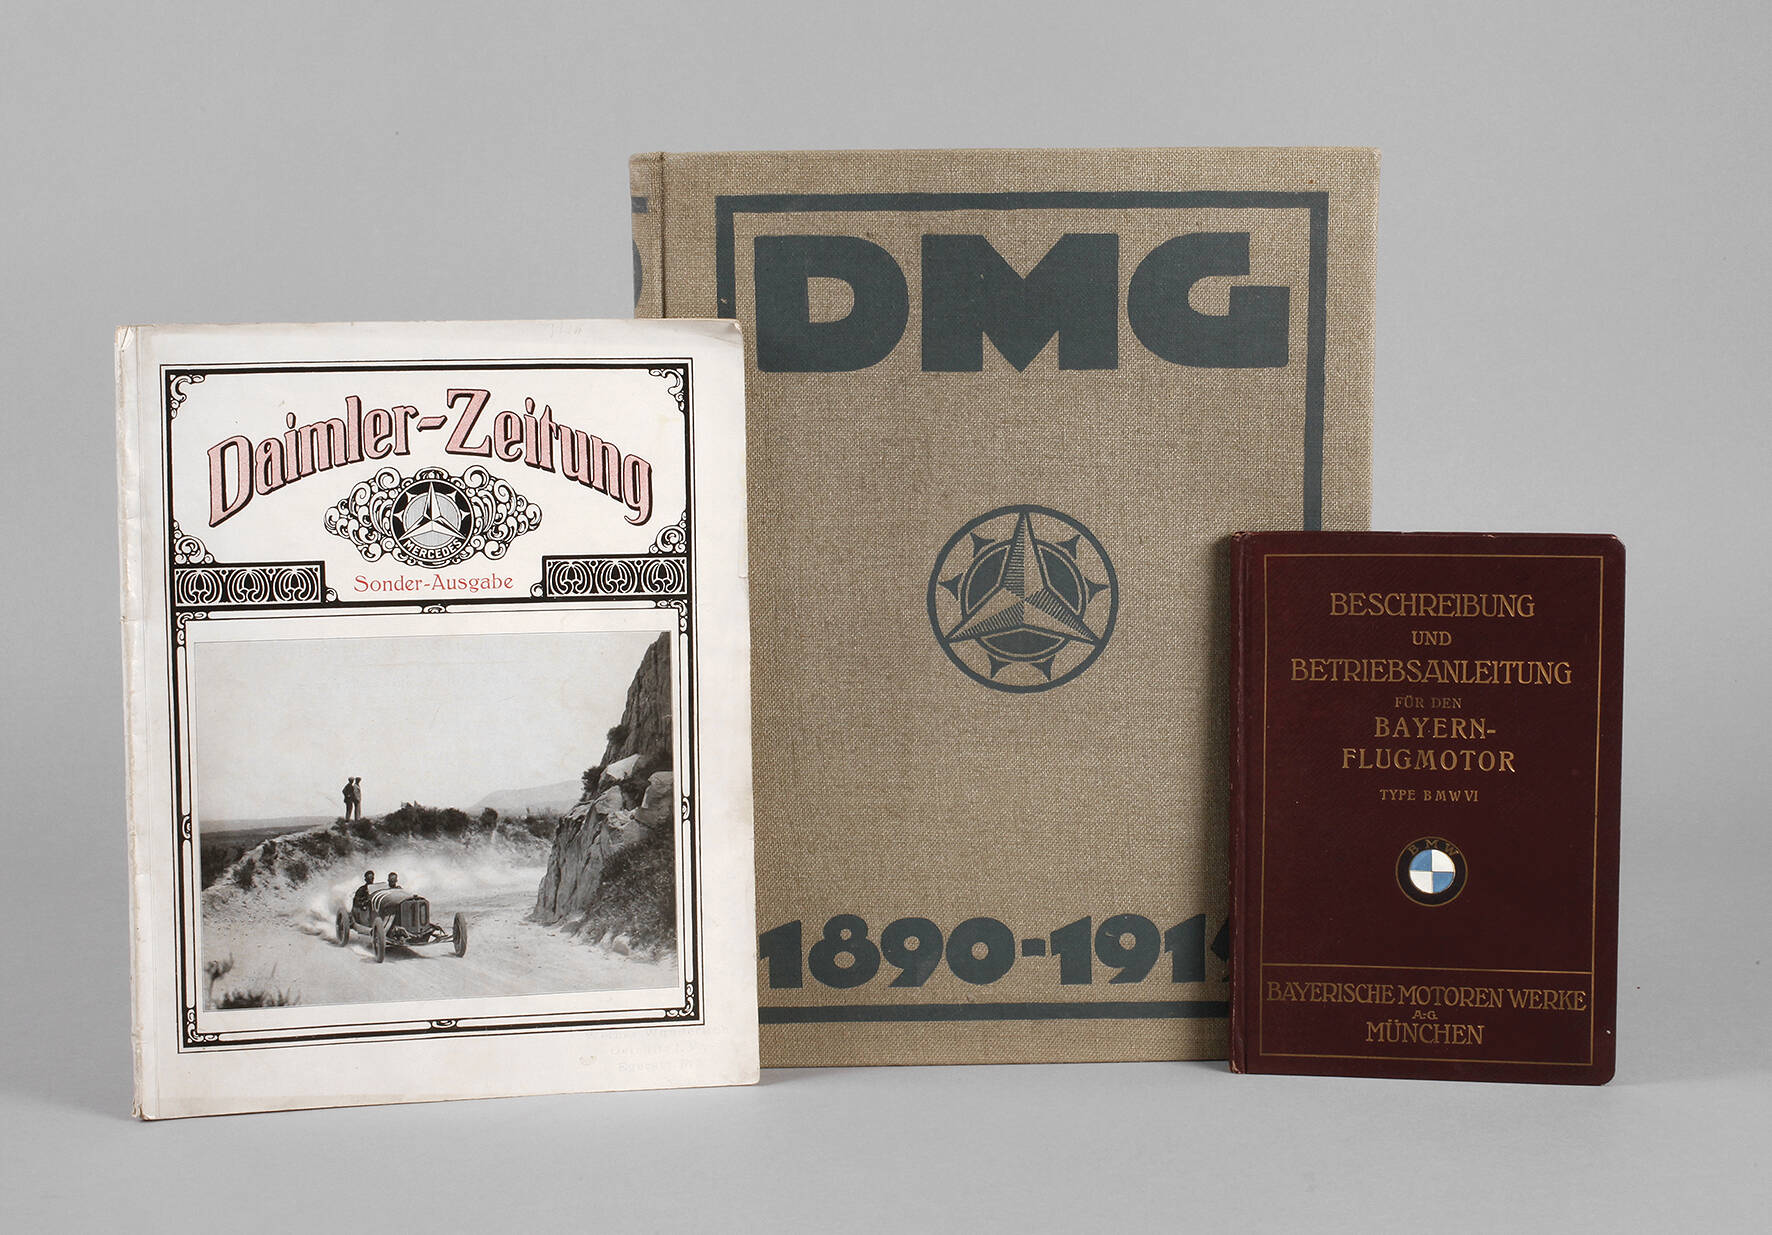 Daimler-Zeitung
MERCEDES
Sonder-Ausgabe
DMG
1890-191
BESCHREIBUNG
UND
BETRIEBSANLEITUNG
FÜR DEN
BAYERN-
FLUGMOTOR
TYPE BMW VI
BMW
BAYERISCHE MOTOREN WERKE
A-G.
MÜNCHEN